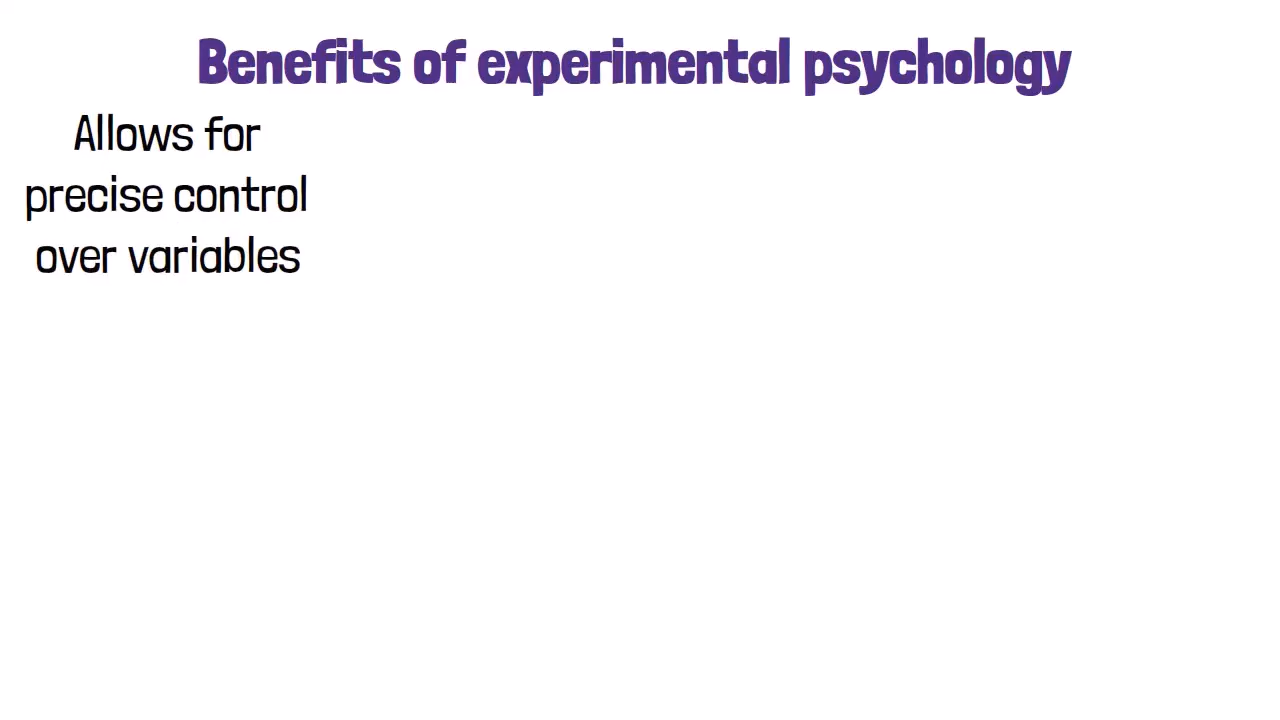 Benefits of experimental psychology
Allows for
precise control
over variables